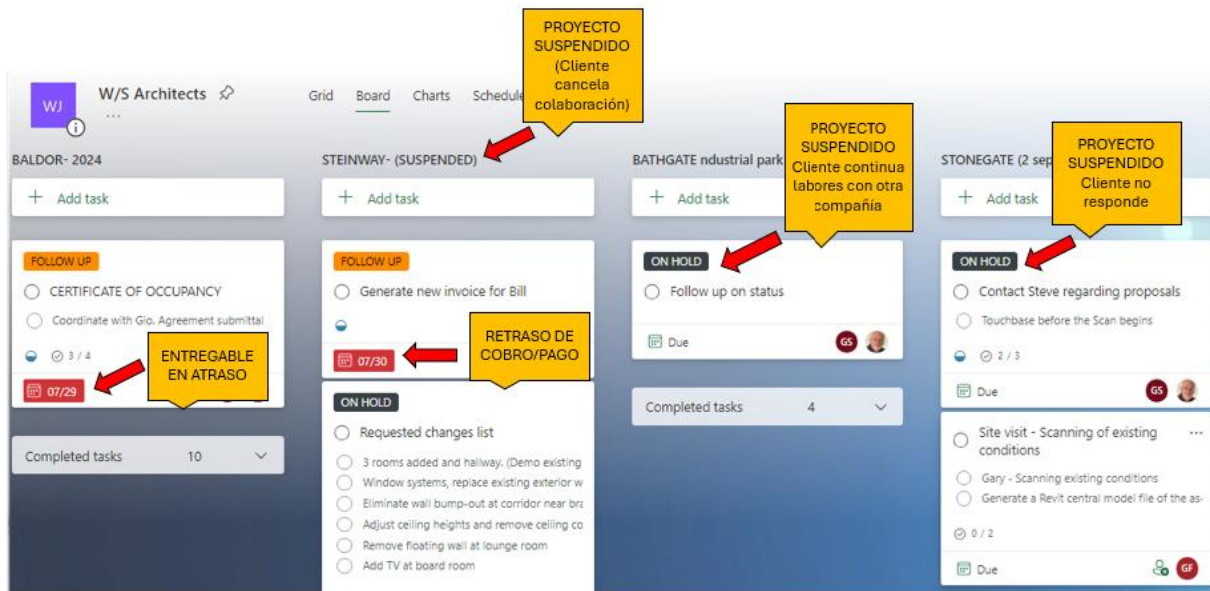 PROYECTO
SUSPENDIDO
(Cliente
cancela
colaboración)
WJ
W/S Architects
...
Grid Board Charts Schedule
BALDOR- 2024
+ Add task
FOLLOW UP
CERTIFICATE OF OCCUPANCY
Coordinate with Gio. Agreement submittal
3 / 4
ENTREGABLE
EN ATRASO
07/29
Completed tasks 10
STEINWAY- (SUSPENDED)
+ Add task
FOLLOW UP
Generate new invoice for Bill
RETRASO DE
COBRO/PAGO
07/30
ON HOLD
Requested changes list
3 rooms added and hallway. (Demo existing
Window systems, replace existing exterior w
Eliminate wall bump-out at corridor near bra
Adjust ceiling heights and remove ceiling co
Remove floating wall at lounge room
Add TV at board room
PROYECTO
SUSPENDIDO
Cliente continua
labores con otra
compañía
BATHGATE ndustrial park
+ Add task
ON HOLD
Follow up on status
Due GS
Completed tasks 4
PROYECTO
SUSPENDIDO
Cliente no
responde
STONEGATE (2 sep
+ Add task
ON HOLD
Contact Steve regarding proposals
Touchbase before the Scan begins
2 / 3
Due GS
Site visit - Scanning of existing ...
conditions
Gary - Scanning existing conditions
Generate a Revit central model file of the as-
0 / 2
Due GF